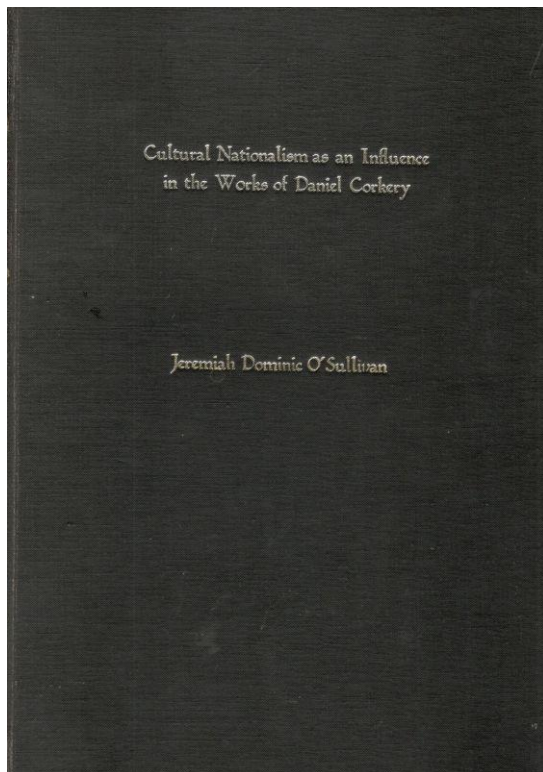 Cultural Nationalism as an Influence
in the Works of Daniel Corkery
Jeremiah Dominic O'Sullivan